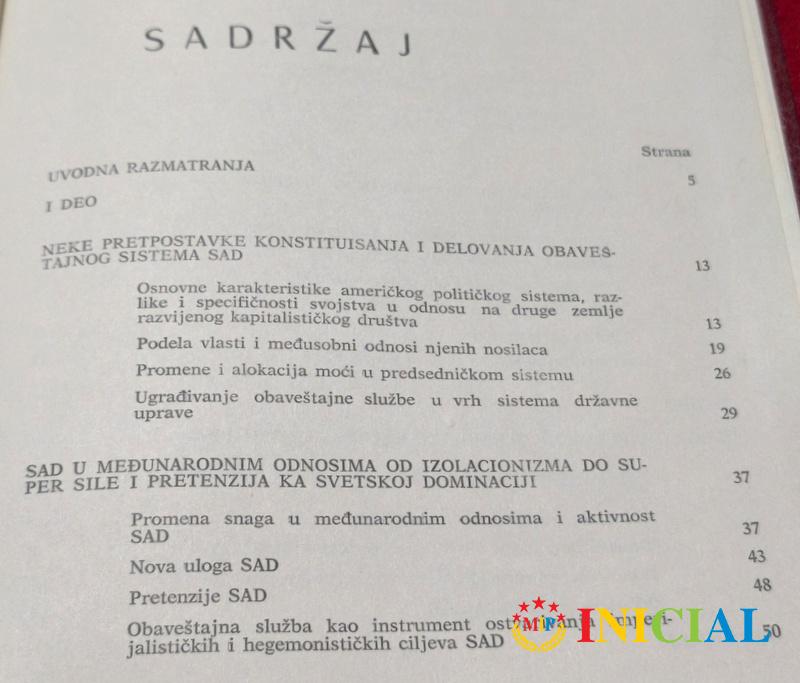 SADRŽAJ
Strana
UVODNA RAZMATRANJA 5
I DEO
NEKE PRETPOSTAVKE KONSTITUISANJA I DELOVANJA OBAVEŠ-
TAJNOG SISTEMA SAD 13
Osnovne karakteristike američkog političkog sistema, raz-
like i specifičnosti svojstva u odnosu na druge zemlje
razvijenog kapitalističkog društva 13
Podela vlasti i međusobni odnosi njenih nosilaca 19
Promene i alokacija moći u predsedničkom sistemu 26
Ugrađivanje obaveštajne službe u vrh sistema državne
uprave 29
SAD U MEĐUNARODNIM ODNOSIMA OD IZOLACIONIZMA DO SU-
PER SILE I PRETENZIJA KA SVETSKOJ DOMINACIJI 37
Promena snaga u međunarodnim odnosima i aktivnost
SAD 37
Nova uloga SAD 43
Pretenzije SAD 48
Obaveštajna služba kao instrument
jalističkih i hegemonističkih ciljeva SAD 50
MP INICIAL